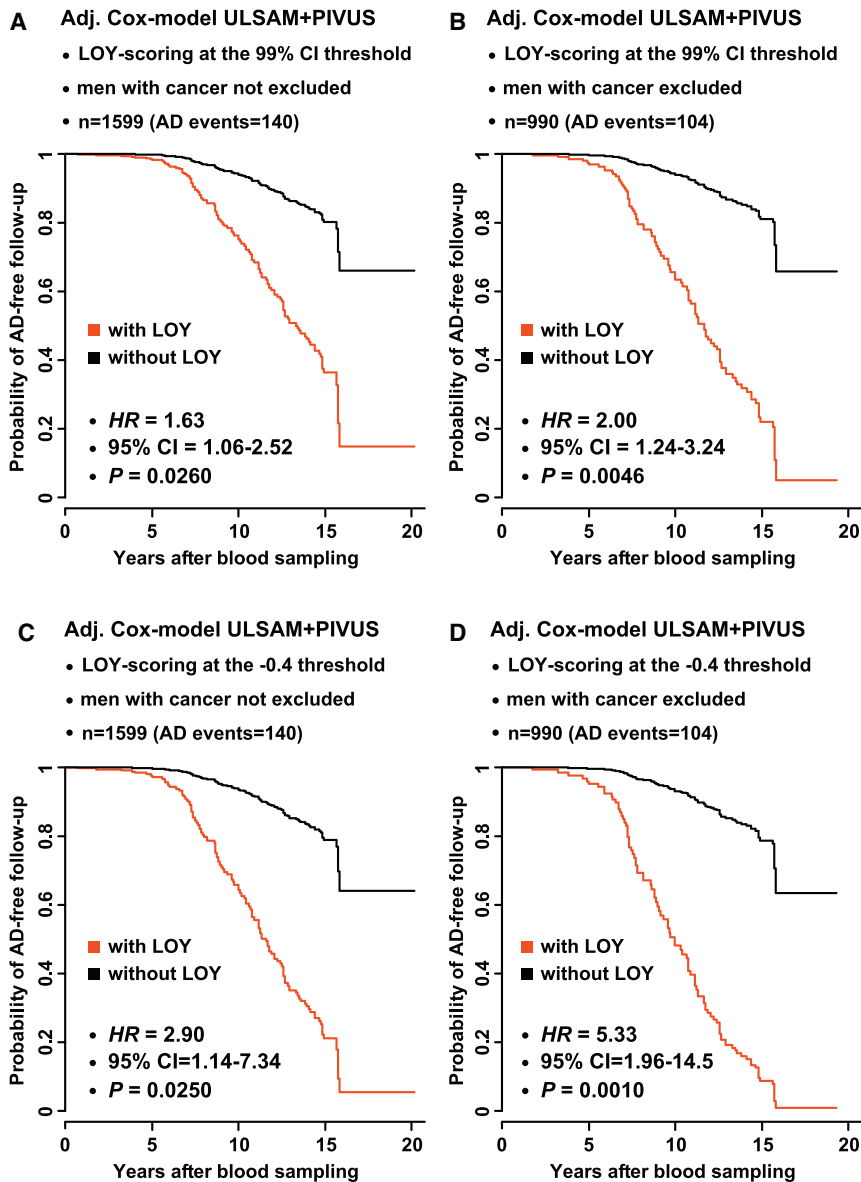 A Adj. Cox-model ULSAM+PIVUS
• LOY-scoring at the 99% CI threshold
• men with cancer not excluded
• n=1599 (AD events=140)
Probability of AD-free follow-up
1
0.8
0.6
0.4
0.2
0
with LOY
without LOY
• HR = 1.63
• 95% CI = 1.06-2.52
• P = 0.0260
0 5 10 15 20
Years after blood sampling
B Adj. Cox-model ULSAM+PIVUS
• LOY-scoring at the 99% CI threshold
• men with cancer excluded
• n=990 (AD events=104)
Probability of AD-free follow-up
1
0.8
0.6
0.4
0.2
0
with LOY
without LOY
• HR = 2.00
• 95% CI = 1.24-3.24
• P = 0.0046
0 5 10 15 20
Years after blood sampling
C Adj. Cox-model ULSAM+PIVUS
• LOY-scoring at the -0.4 threshold
• men with cancer not excluded
• n=1599 (AD events=140)
Probability of AD-free follow-up
1
0.8
0.6
0.4
0.2
0
with LOY
without LOY
• HR = 2.90
• 95% CI=1.14-7.34
• P = 0.0250
0 5 10 15 20
Years after blood sampling
D Adj. Cox-model ULSAM+PIVUS
• LOY-scoring at the -0.4 threshold
• men with cancer excluded
• n=990 (AD events=104)
Probability of AD-free follow-up
1
0.8
0.6
0.4
0.2
0
with LOY
without LOY
• HR = 5.33
• 95% CI=1.96-14.5
• P = 0.0010
0 5 10 15 20
Years after blood sampling